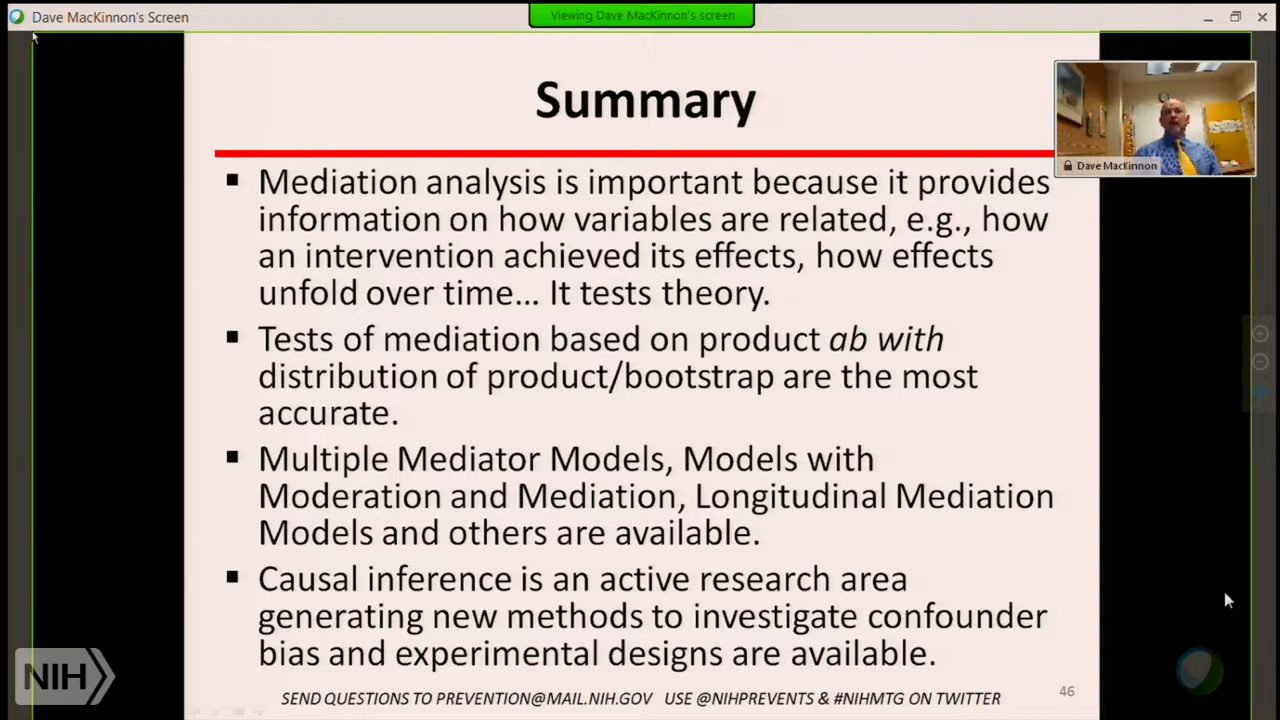 Dave MacKinnon's Screen
Viewing Dave MacKinnon's screen
Summary
Dave MacKinnon
▪ Mediation analysis is important because it provides
information on how variables are related, e.g., how
an intervention achieved its effects, how effects
unfold over time... It tests theory.
▪ Tests of mediation based on product ab with
distribution of product/bootstrap are the most
accurate.
▪ Multiple Mediator Models, Models with
Moderation and Mediation, Longitudinal Mediation
Models and others are available.
▪ Causal inference is an active research area
generating new methods to investigate confounder
bias and experimental designs are available.
NIH
SEND QUESTIONS TO PREVENTION@MAIL.NIH.GOV USE @NIHPREVENTS & #NIHMTG ON TWITTER
46